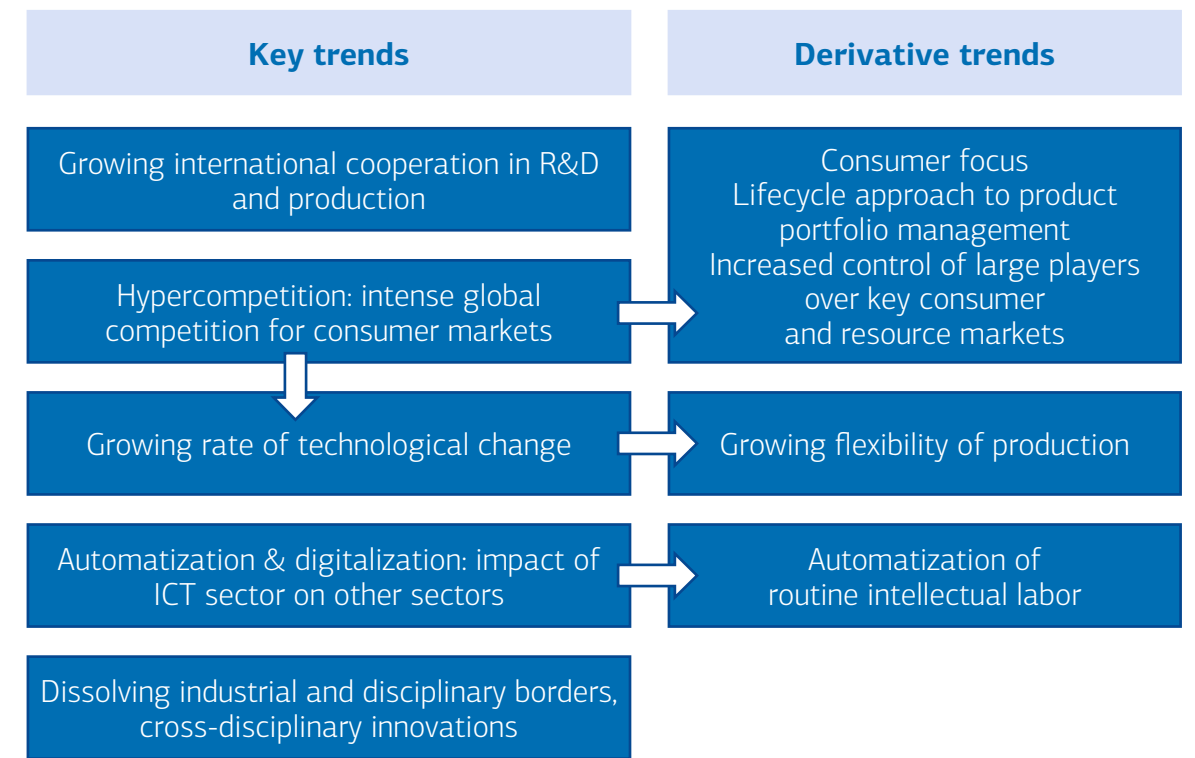 Key trends
Derivative trends
Growing international cooperation in R&D
and production
Hypercompetition: intense global
competition for consumer markets
Consumer focus
Lifecycle approach to product
portfolio management
Increased control of large players
over key consumer
and resource markets
Growing rate of technological change
Growing flexibility of production
Automatization & digitalization: impact of
ICT sector on other sectors
Automatization of
routine intellectual labor
Dissolving industrial and disciplinary borders,
cross-disciplinary innovations